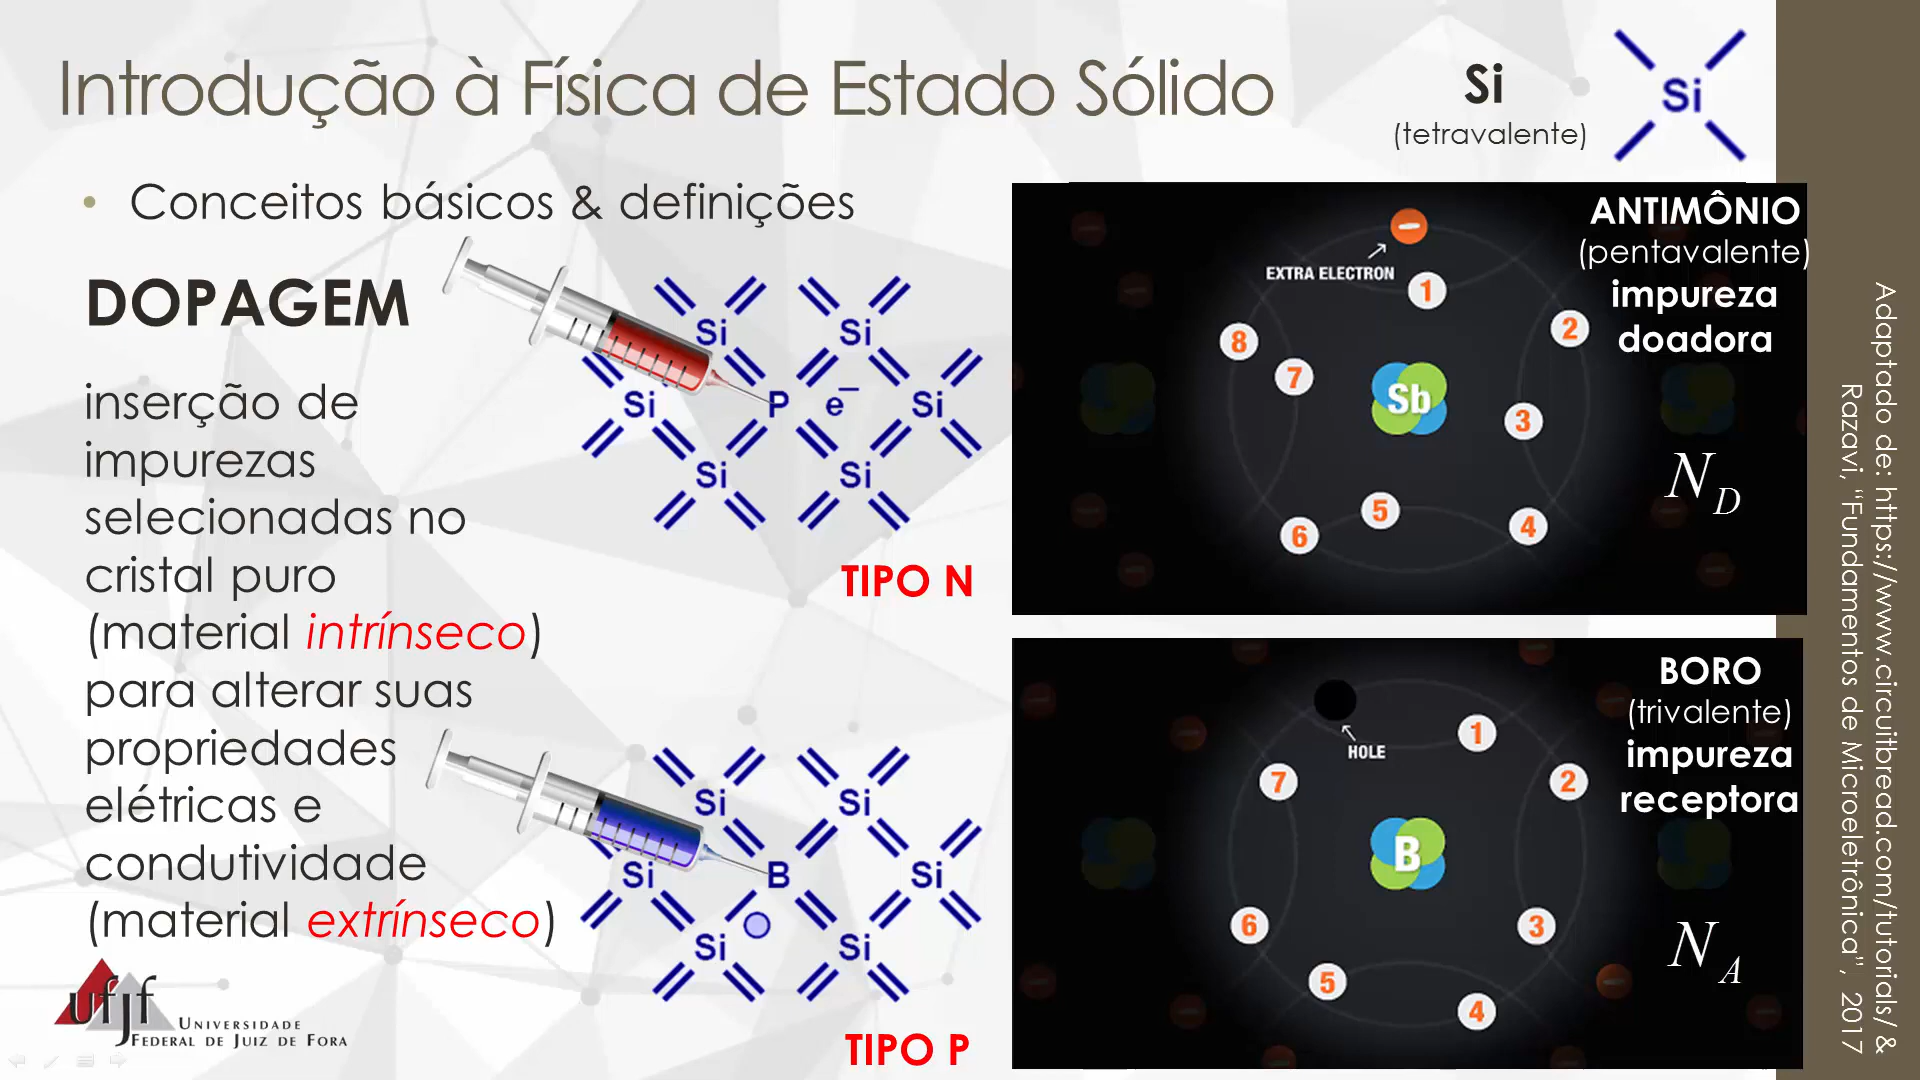 Introdução à Física de Estado Sólido
Si
(tetravalente)
Si
• Conceitos básicos & definições
DOPAGEM
inserção de
impurezas
selecionadas no
cristal puro
(material intrínseco)
para alterar suas
propriedades
elétricas e
condutividade
(material extrínseco)
Si Si
Si P e– Si
Si Si
TIPO N
Si Si
Si B Si
Si Si
TIPO P
ANTIMÔNIO
(pentavalente)
impureza
doadora
EXTRA ELECTRON
1
2
8
7
Sb
3
5
6
4
N_D
BORO
(trivalente)
impureza
receptora
HOLE
1
7
2
B
6
3
5
4
N_A
Adaptado de: https://www.circuitbread.com/tutorials/ &
Razavi, “Fundamentos de Microeletrônica”, 2017
ufjf
UNIVERSIDADE
FEDERAL DE JUIZ DE FORA